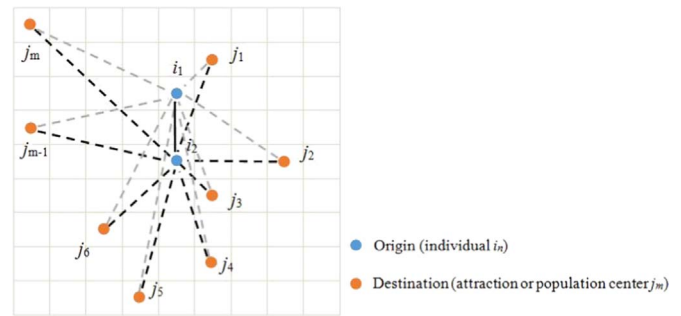 jm
i1
j1
jm-1
i2
j2
j3
j6
j4
j5
Origin (individual in)
Destination (attraction or population center jm)